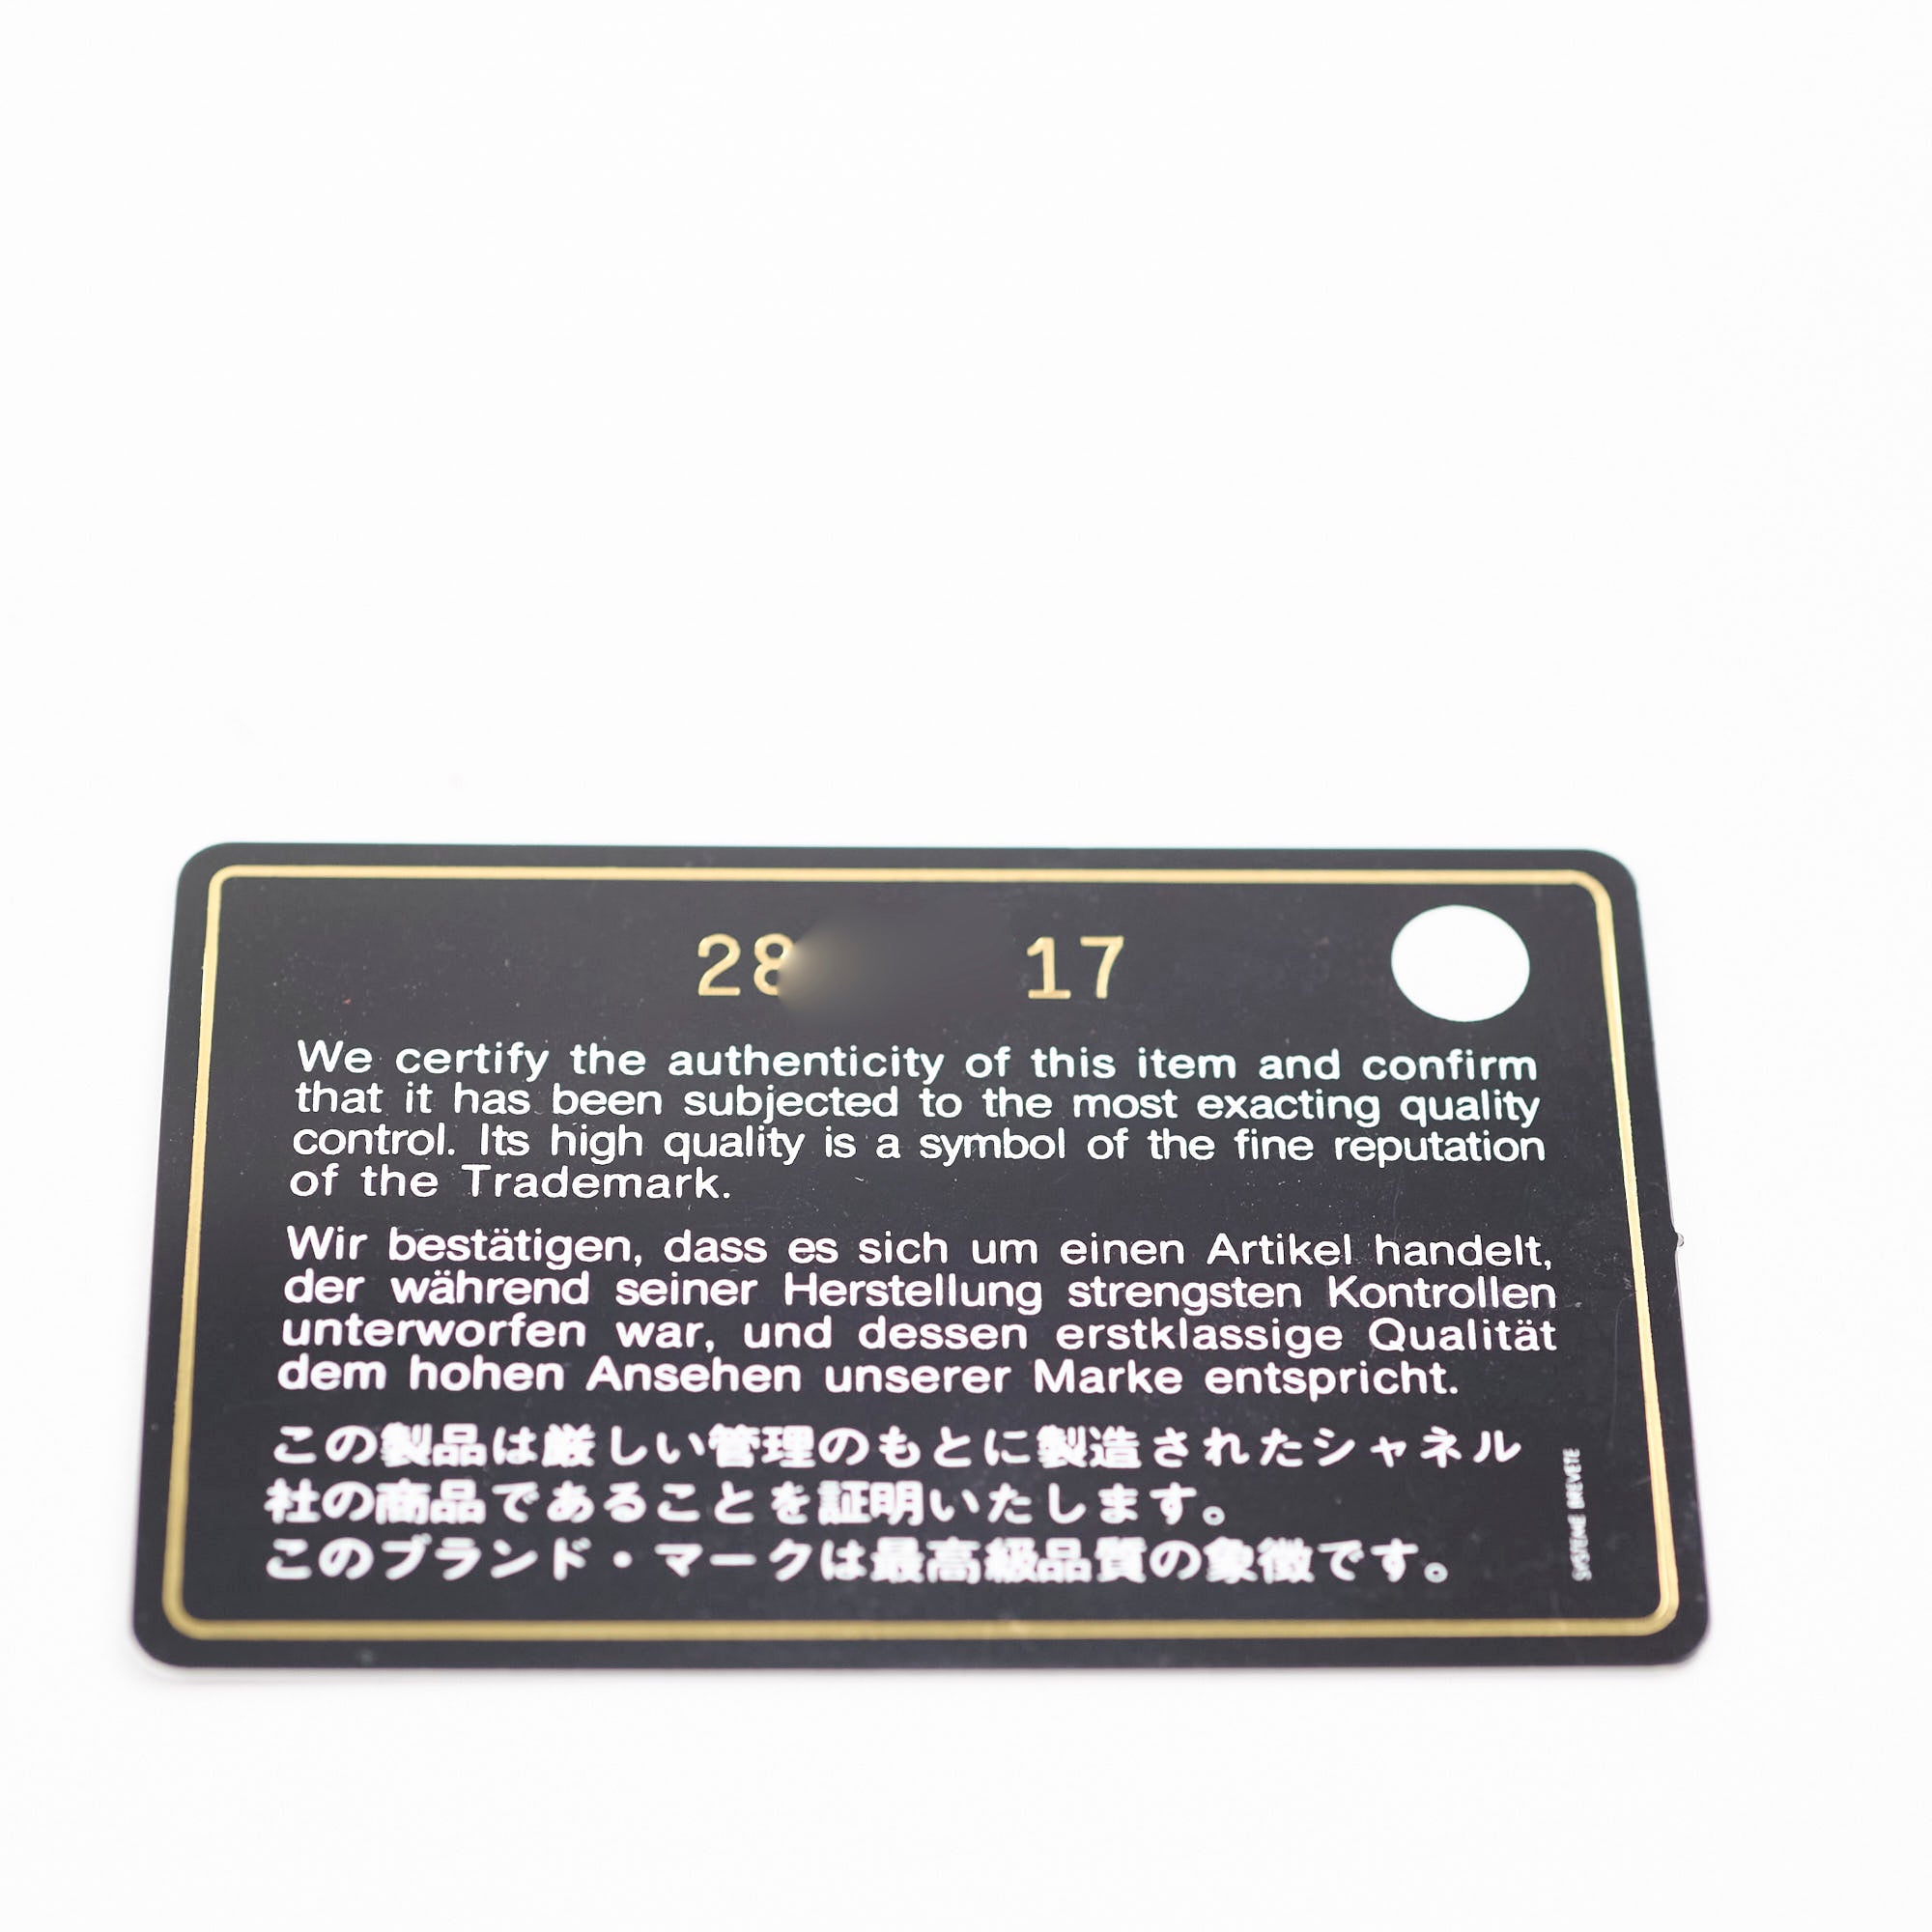 28 17
We certify the authenticity of this item and confirm
that it has been subjected to the most exacting quality
control. Its high quality is a symbol of the fine reputation
of the Trademark.
Wir bestätigen, dass es sich um einen Artikel handelt,
der während seiner Herstellung strengsten Kontrollen
unterworfen war, und dessen erstklassige Qualität
dem hohen Ansehen unserer Marke entspricht.
この製品は厳しい管理のもとに製造されたシャネル
社の商品であることを証明いたします。
このブランド・マークは最高級品質の象徴です。
SYSTEME BREVETE